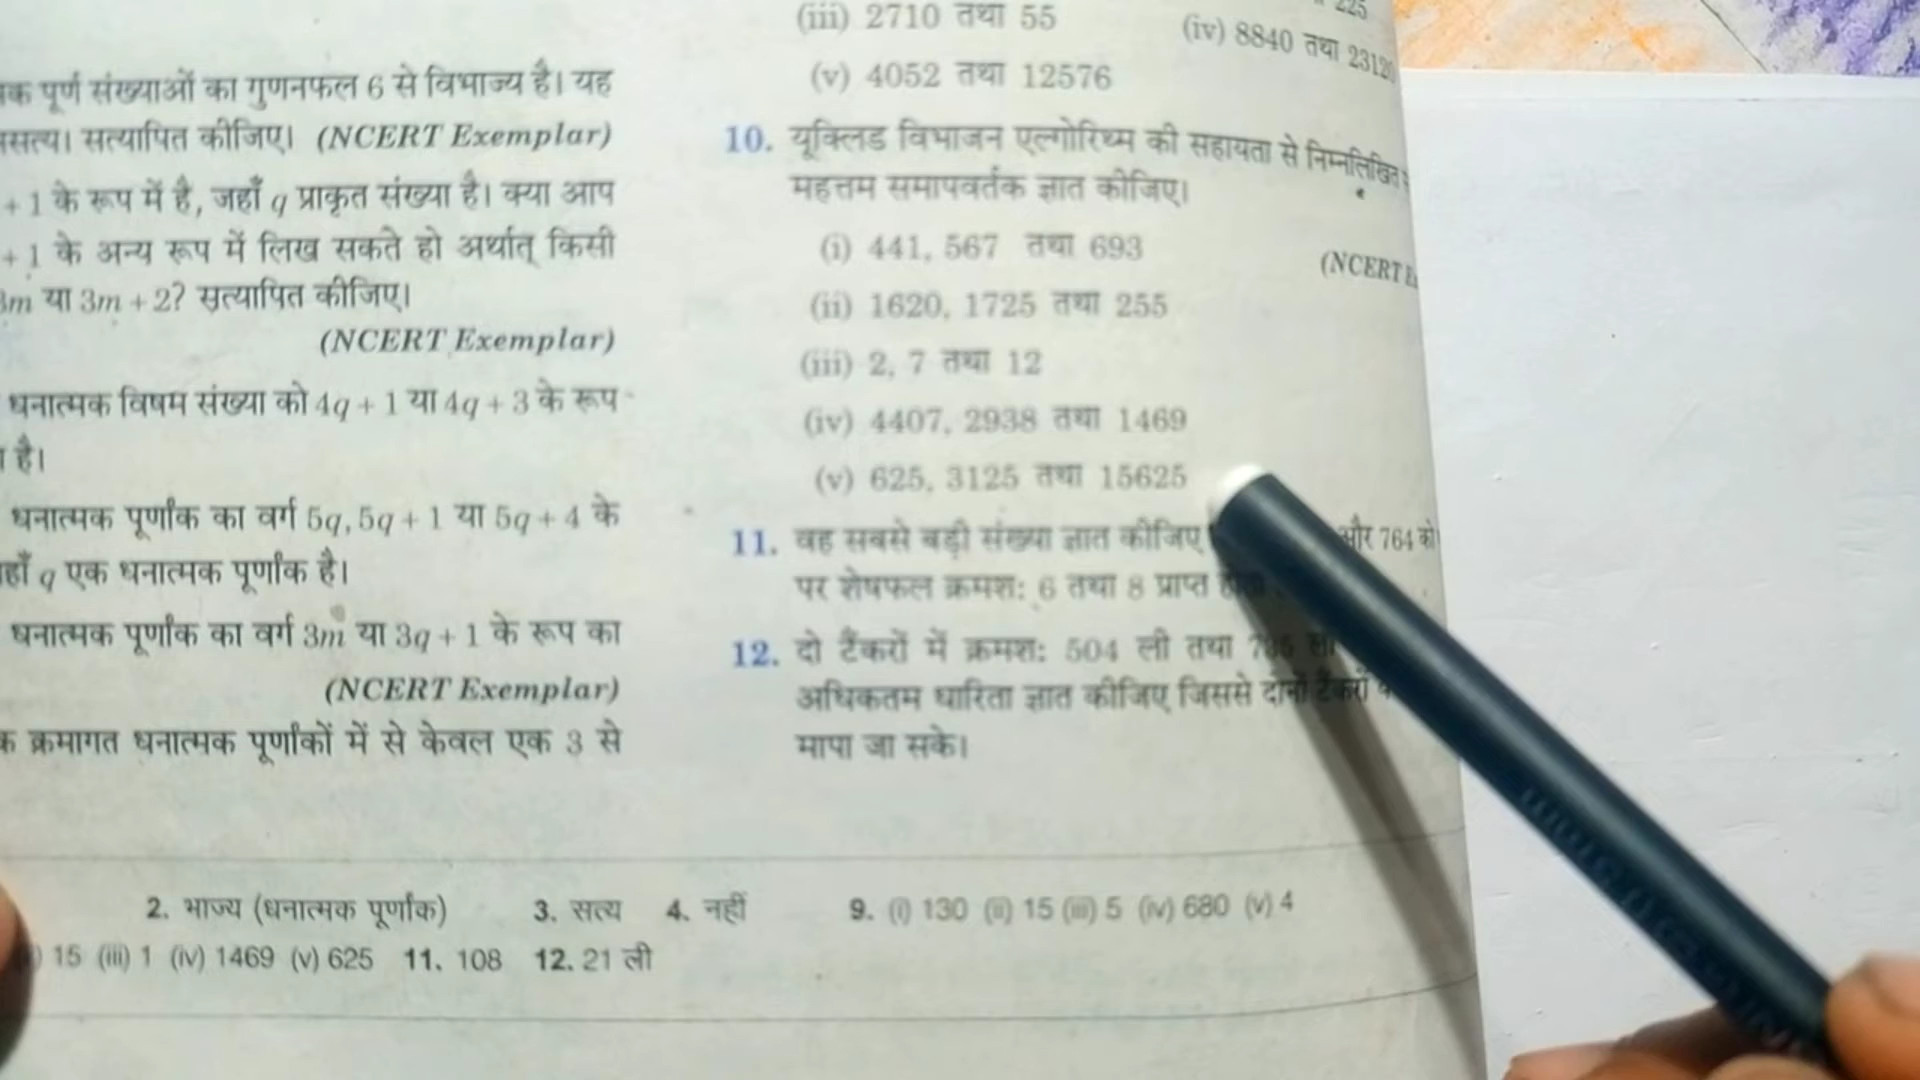 क पूर्ण संख्याओं का गुणनफल 6 से विभाज्य है। यह
सत्य। सत्यापित कीजिए। (NCERT Exemplar)
+ 1 के रूप में है, जहाँ q प्राकृत संख्या है। क्या आप
+ 1 के अन्य रूप में लिख सकते हो अर्थात् किसी
3m या 3m + 2? सत्यापित कीजिए।
(NCERT Exemplar)
धनात्मक विषम संख्या को 4q + 1 या 4q + 3 के रूप
है।
धनात्मक पूर्णांक का वर्ग 5q, 5q + 1 या 5q + 4 के
हाँ q एक धनात्मक पूर्णांक है।
धनात्मक पूर्णांक का वर्ग 3m या 3q + 1 के रूप का
(NCERT Exemplar)
क क्रमागत धनात्मक पूर्णांकों में से केवल एक 3 से
225
(iii) 2710 तथा 55
(iv) 8840 तथा 23120
(v) 4052 तथा 12576
10. यूक्लिड विभाजन एल्गोरिथ्म की सहायता से निम्नलिखित
महत्तम समापवर्तक ज्ञात कीजिए।
(i) 441, 567 तथा 693
(NCERT E
(ii) 1620, 1725 तथा 255
(iii) 2, 7 तथा 12
(iv) 4407, 2938 तथा 1469
(v) 625, 3125 तथा 15625
11. वह सबसे बड़ी संख्या ज्ञात कीजिए और 764 को
पर शेषफल क्रमश: 6 तथा 8 प्राप्त
12. दो टैंकरों में क्रमश: 504 ली तथा
अधिकतम धारिता ज्ञात कीजिए जिससे दोनों टैंकरों
मापा जा सके।
2. भाज्य (धनात्मक पूर्णांक) 3. सत्य 4. नहीं 9. (i) 130 (ii) 15 (iii) 5 (iv) 680 (v) 4
) 15 (iii) 1 (iv) 1469 (v) 625 11. 108 12. 21 ली